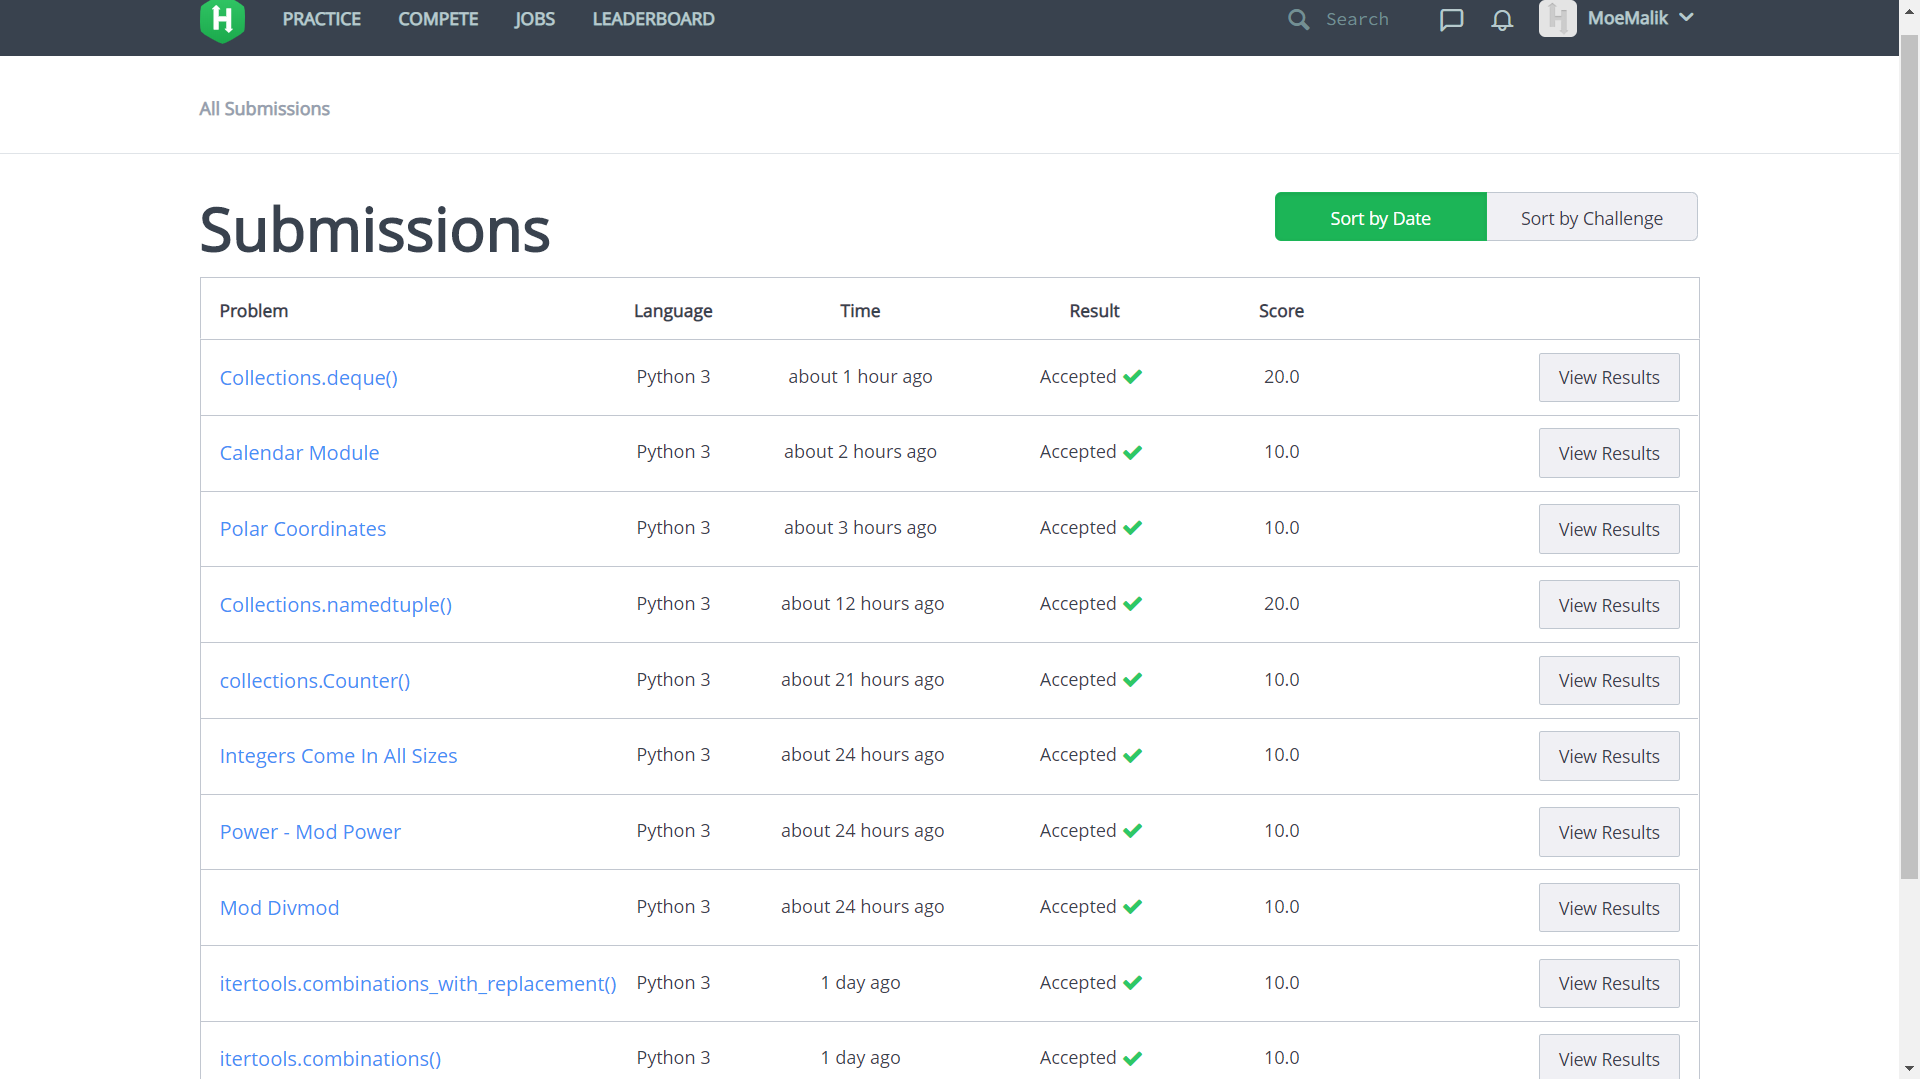 H PRACTICE COMPETE JOBS LEADERBOARD Search H MoeMalik
All Submissions
Submissions Sort by Date Sort by Challenge
Problem Language Time Result Score
Collections.deque() Python 3 about 1 hour ago Accepted 20.0 View Results
Calendar Module Python 3 about 2 hours ago Accepted 10.0 View Results
Polar Coordinates Python 3 about 3 hours ago Accepted 10.0 View Results
Collections.namedtuple() Python 3 about 12 hours ago Accepted 20.0 View Results
collections.Counter() Python 3 about 21 hours ago Accepted 10.0 View Results
Integers Come In All Sizes Python 3 about 24 hours ago Accepted 10.0 View Results
Power - Mod Power Python 3 about 24 hours ago Accepted 10.0 View Results
Mod Divmod Python 3 about 24 hours ago Accepted 10.0 View Results
itertools.combinations_with_replacement() Python 3 1 day ago Accepted 10.0 View Results
itertools.combinations() Python 3 1 day ago Accepted 10.0 View Results